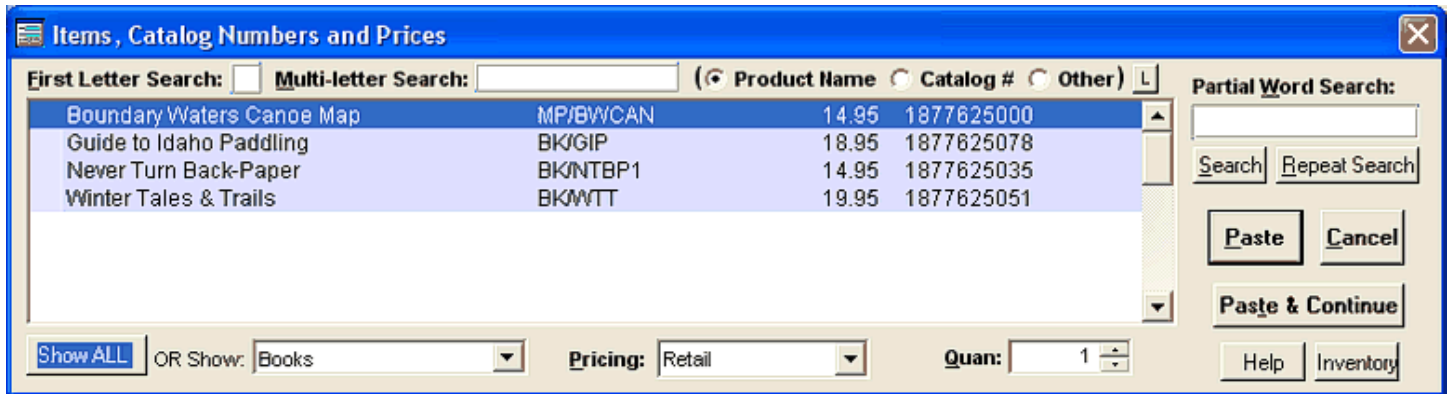 Items, Catalog Numbers and Prices
First Letter Search: Multi-letter Search: ( Product Name Catalog # Other) L
Partial Word Search:
Boundary Waters Canoe Map MP/BWCAN 14.95 1877625000
Guide to Idaho Paddling BK/GIP 18.95 1877625078
Never Turn Back-Paper BK/NTBP1 14.95 1877625035
Winter Tales & Trails BK/WTT 19.95 1877625051
Search Repeat Search
Paste Cancel
Paste & Continue
Show ALL OR Show: Books Pricing: Retail Quan: 1
Help Inventory